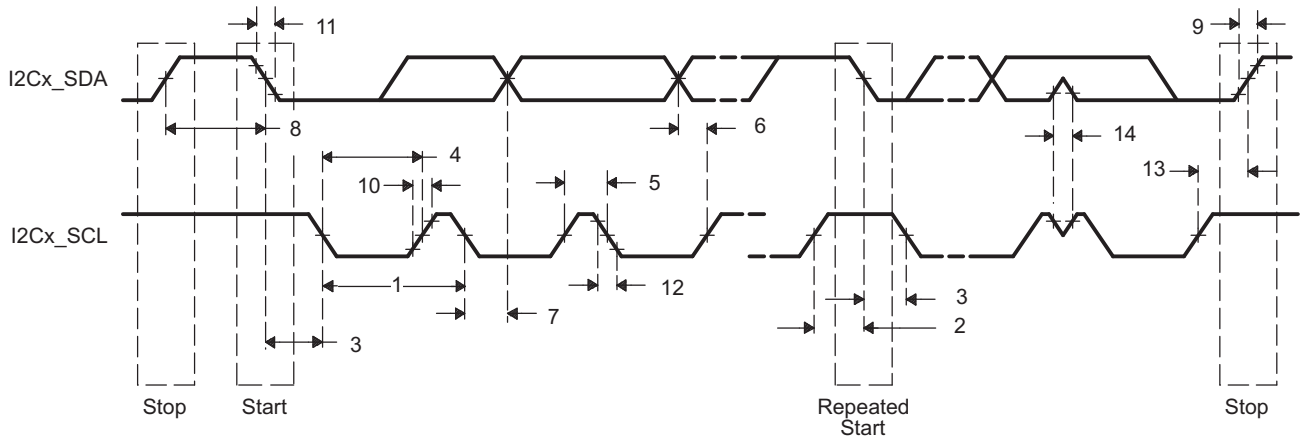 11
9
I2Cx_SDA
8
6
14
4
10
5
13
I2Cx_SCL
1
12
7
3
3
2
Stop
Start
Repeated
Start
Stop